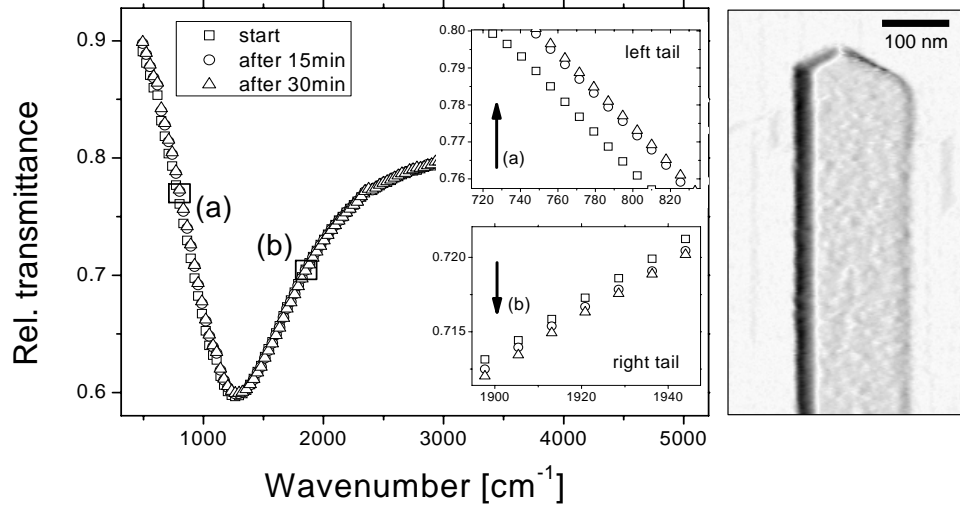 0.9
0.8
0.7
0.6
Rel. transmittance
1000
2000
3000
4000
5000
Wavenumber [cm⁻¹]
start
after 15min
after 30min
(a)
(b)
0.80
0.79
0.78
0.77
0.76
left tail
(a)
720 740 760 780 800 820
0.720
0.715
(b)
right tail
1900
1920
1940
100 nm